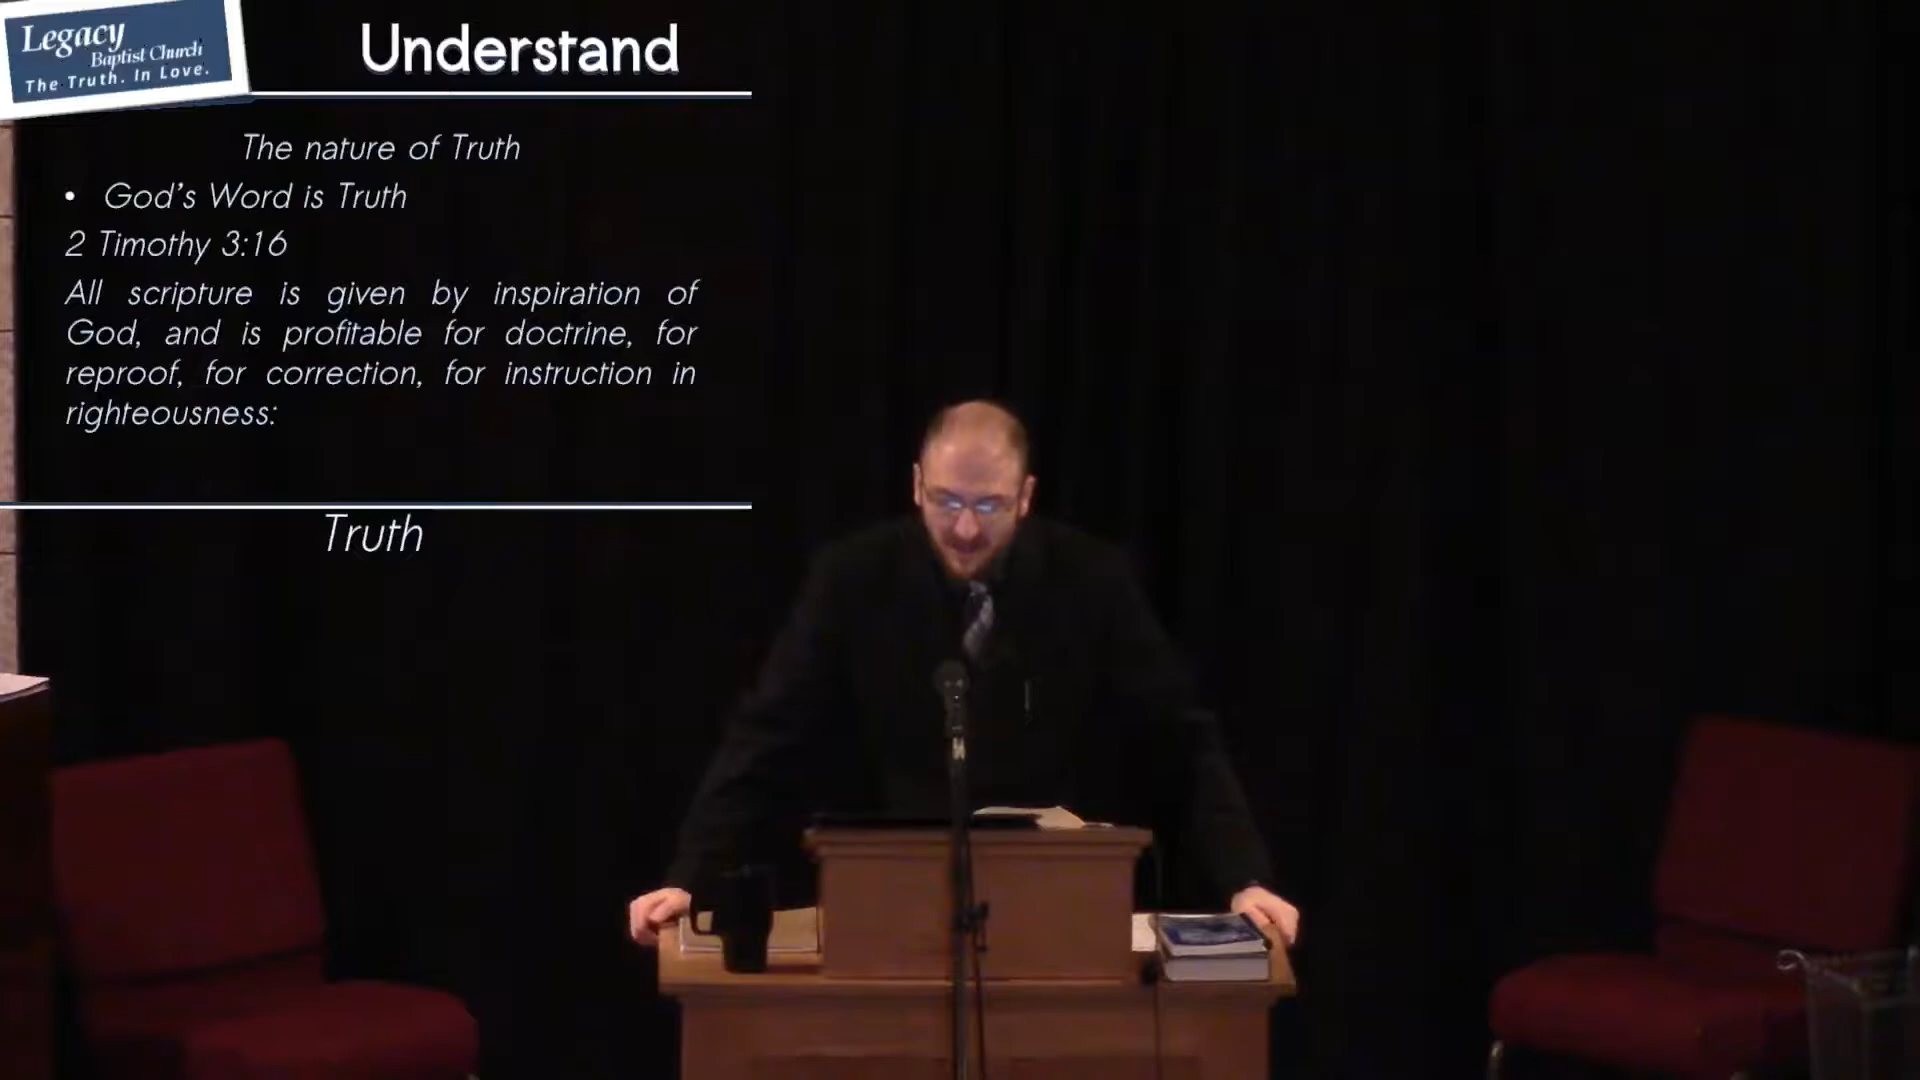 Legacy
Baptist Church
The Truth. In Love.
Understand
The nature of Truth
• God's Word is Truth
2 Timothy 3:16
All scripture is given by inspiration of
God, and is profitable for doctrine, for
reproof, for correction, for instruction in
righteousness:
Truth